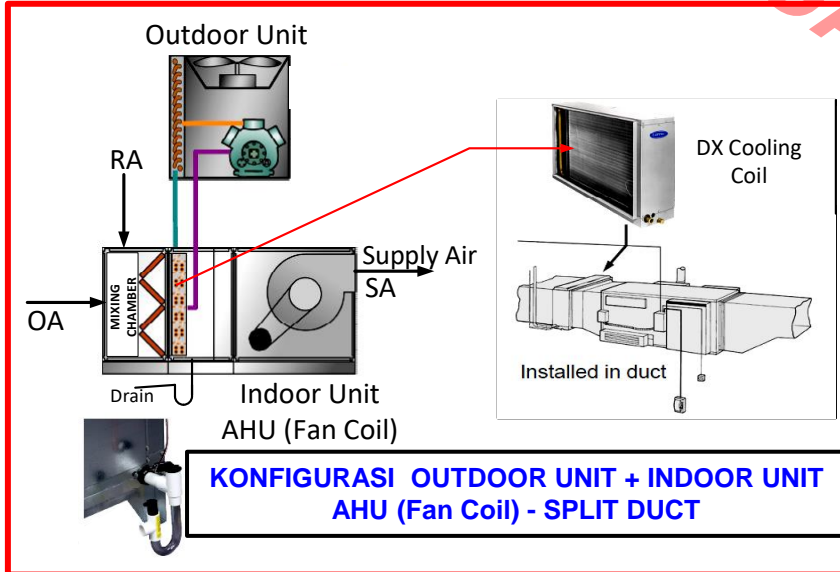 Outdoor Unit
RA
DX Cooling
Coil
Supply Air
SA
MIXING
CHAMBER
OA
Installed in duct
Drain
Indoor Unit
AHU (Fan Coil)
KONFIGURASI OUTDOOR UNIT + INDOOR UNIT
AHU (Fan Coil) - SPLIT DUCT